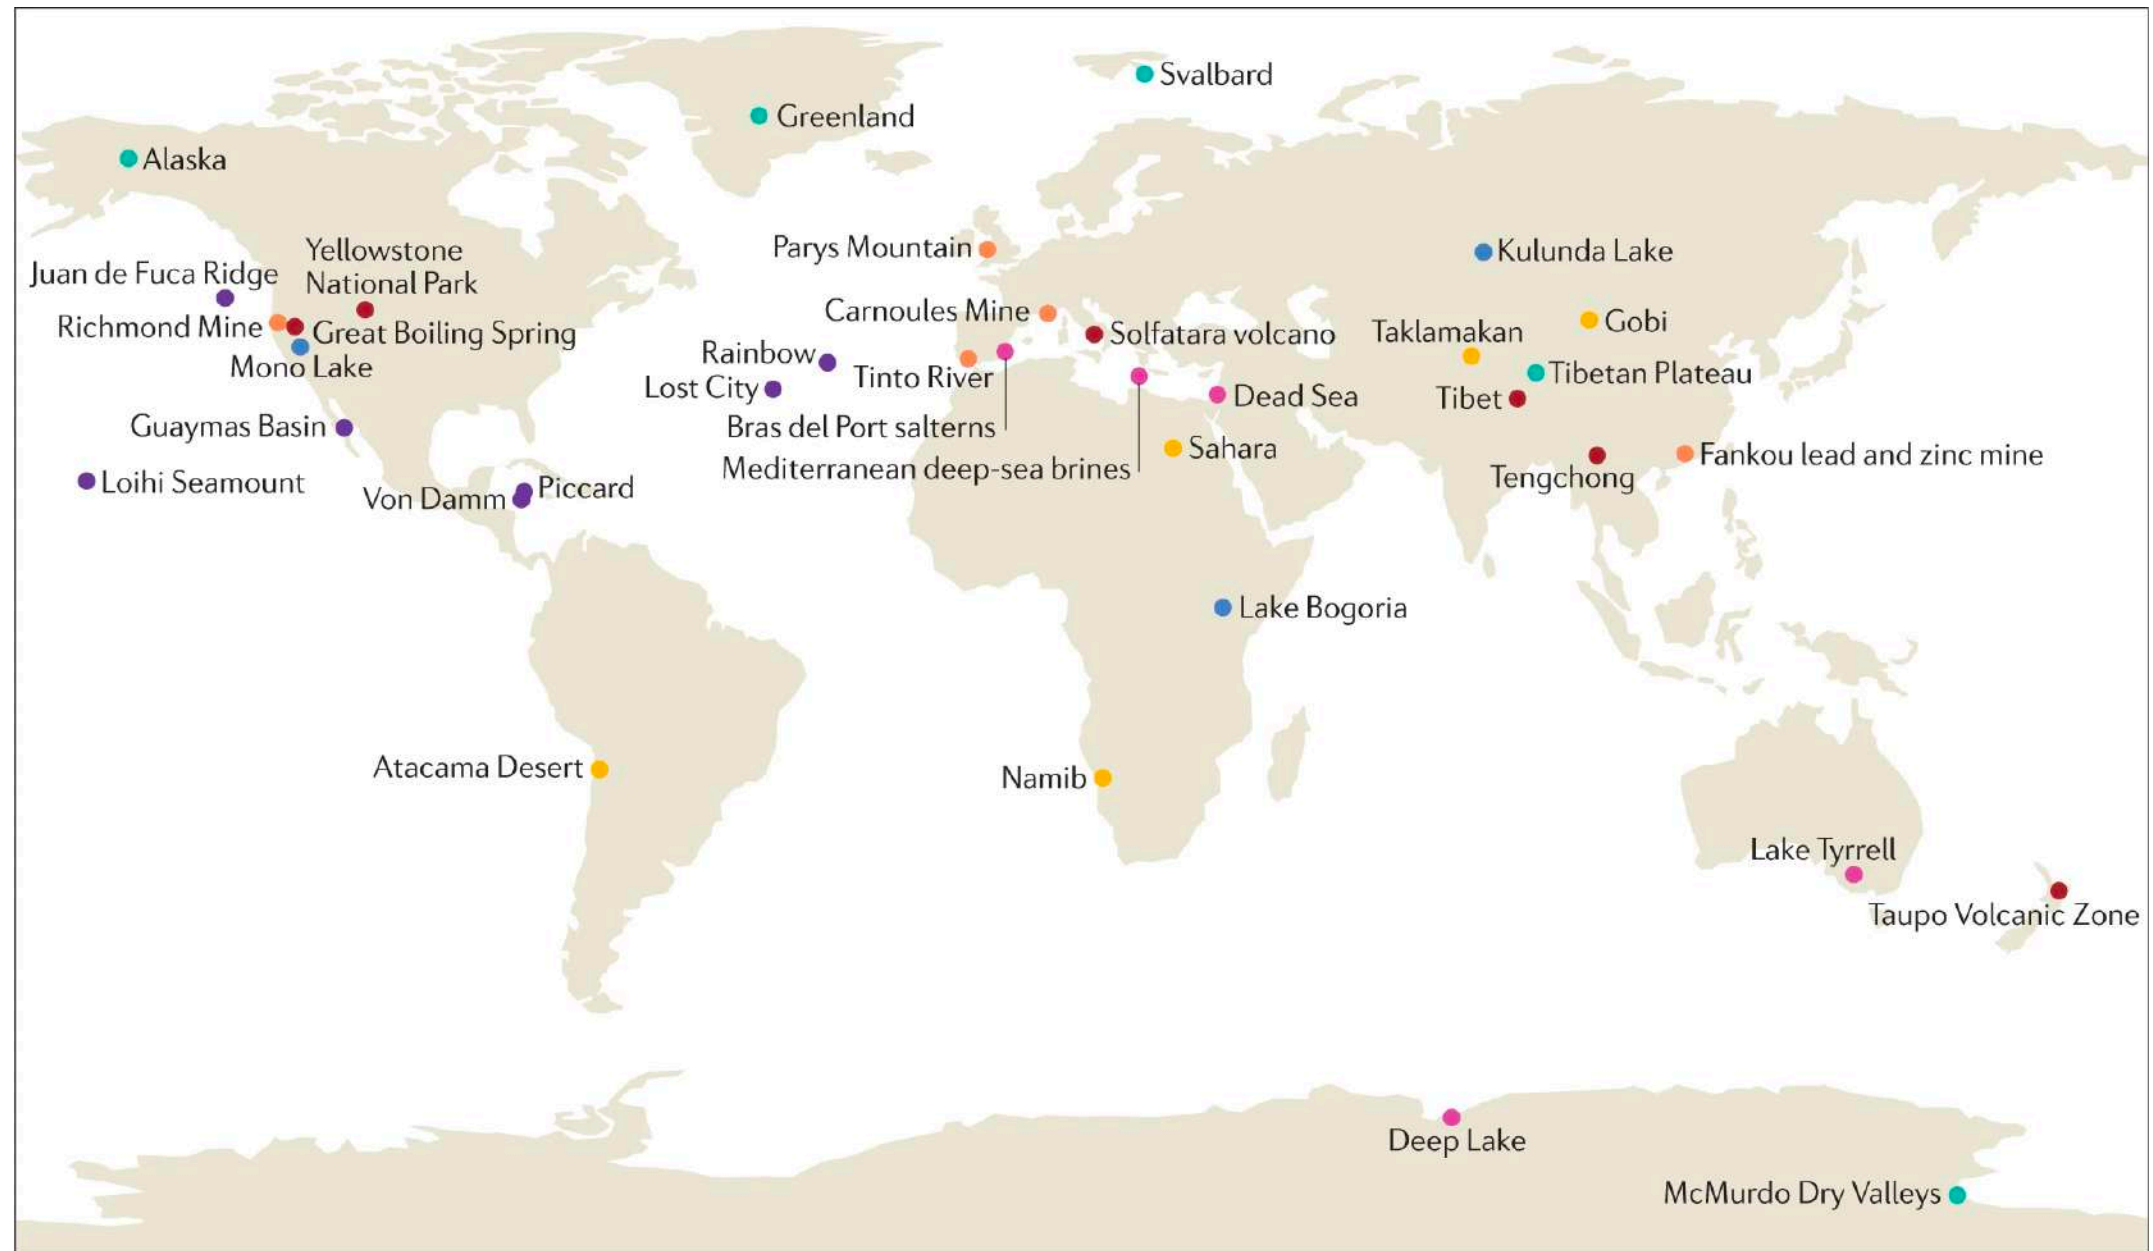 Svalbard
Greenland
Alaska
Parys Mountain
Kulunda Lake
Yellowstone
National Park
Juan de Fuca Ridge
Richmond Mine
Great Boiling Spring
Mono Lake
Carnoules Mine
Solfatara volcano
Gobi
Taklamakan
Rainbow
Lost City
Tinto River
Tibetan Plateau
Tibet
Dead Sea
Guaymas Basin
Bras del Port salterns
Sahara
Mediterranean deep-sea brines
Fankou lead and zinc mine
Tengchong
Loihi Seamount
Von Damm
Piccard
Lake Bogoria
Atacama Desert
Namib
Lake Tyrrell
Taupo Volcanic Zone
Deep Lake
McMurdo Dry Valleys